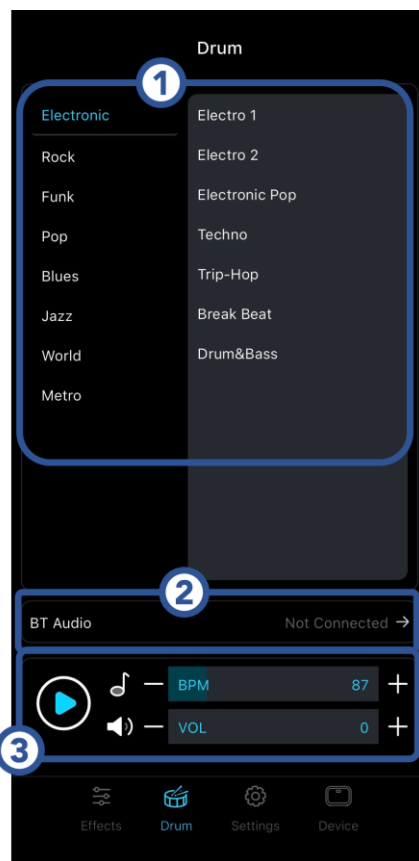 Drum
1
Electronic
Electro 1
Rock
Electro 2
Funk
Electronic Pop
Pop
Techno
Blues
Trip-Hop
Jazz
Break Beat
World
Drum&Bass
Metro
2
BT Audio Not Connected →
BPM 87
VOL 0
3
Effects Drum Settings Device